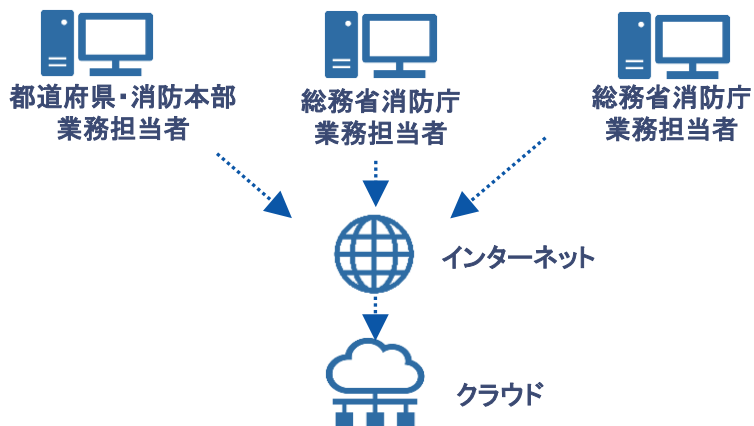 都道府県・消防本部
業務担当者
総務省消防庁
業務担当者
総務省消防庁
業務担当者
インターネット
クラウド